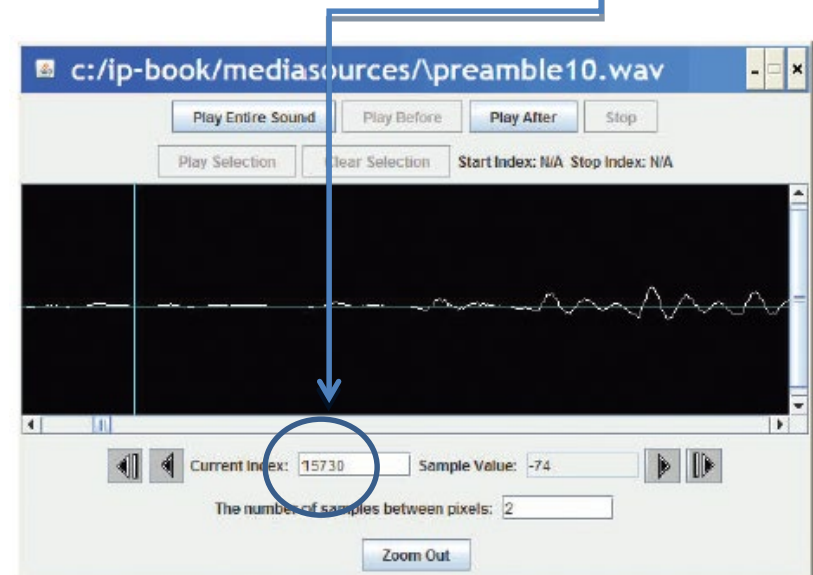 c:/ip-book/mediasources/\preamble10.wav
Play Entire Sound Play Before Play After Stop
Play Selection Clear Selection Start Index: N/A Stop Index: N/A
Current Index: 15730 Sample Value: -74
The number of samples between pixels: 2
Zoom Out